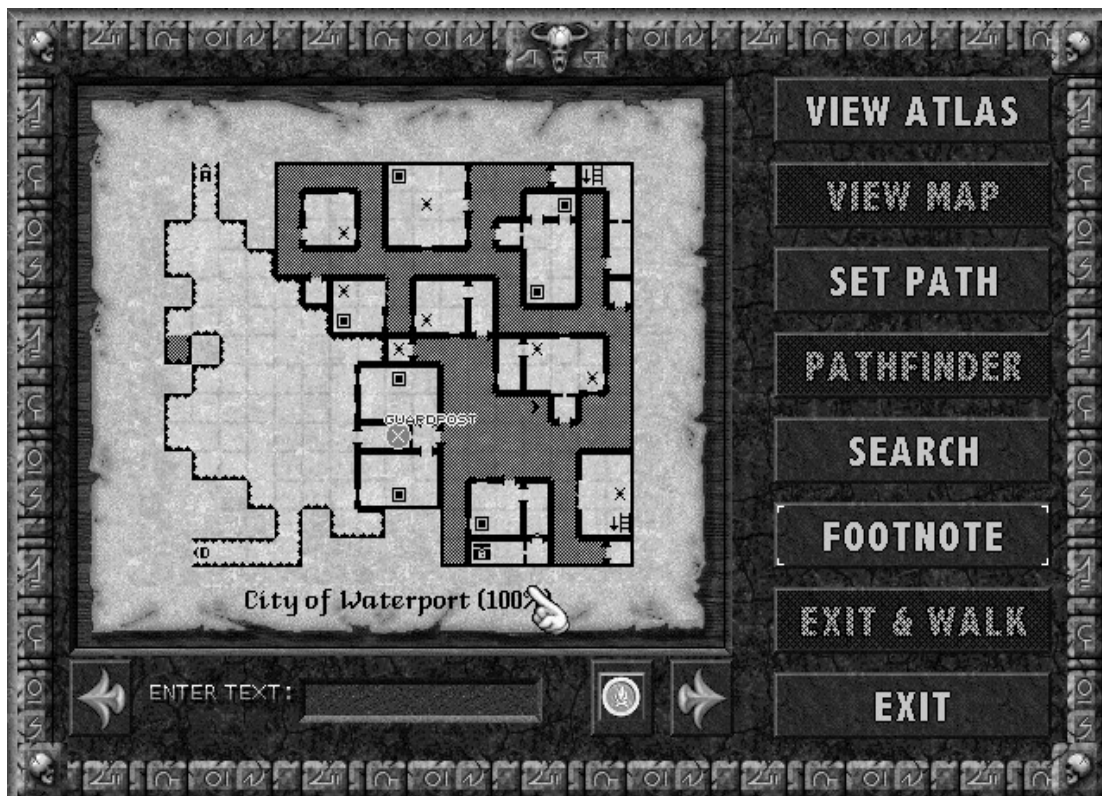 VIEW ATLAS
VIEW MAP
SET PATH
PATHFINDER
SEARCH
FOOTNOTE
EXIT & WALK
EXIT
A
GUARDPOST
D
City of Waterport (100%)
ENTER TEXT: